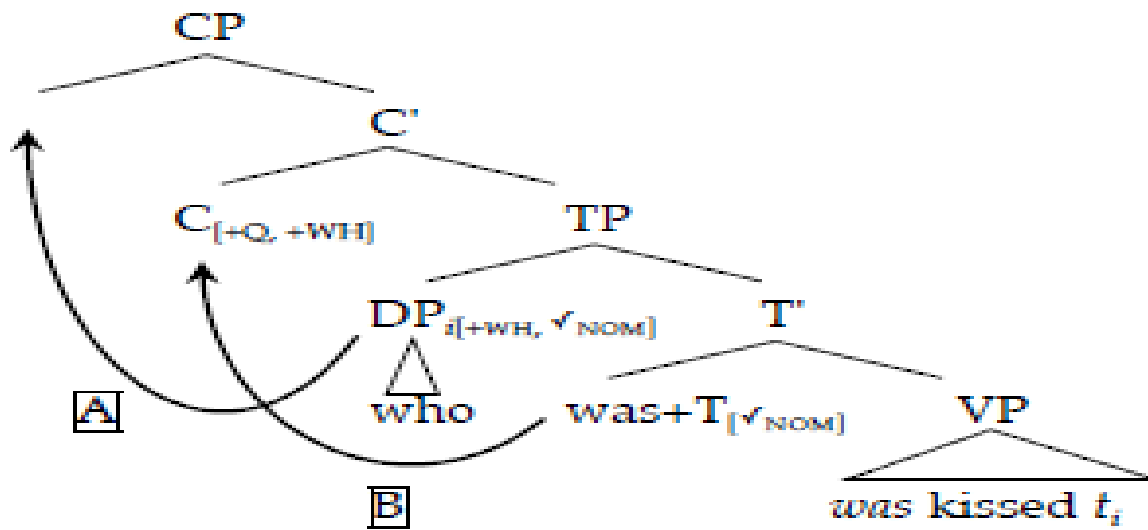 CP
C'
C[+Q, +WH] TP
DPi[+WH, ✓NOM] T'
A who was+T[✓NOM] VP
B was kissed ti